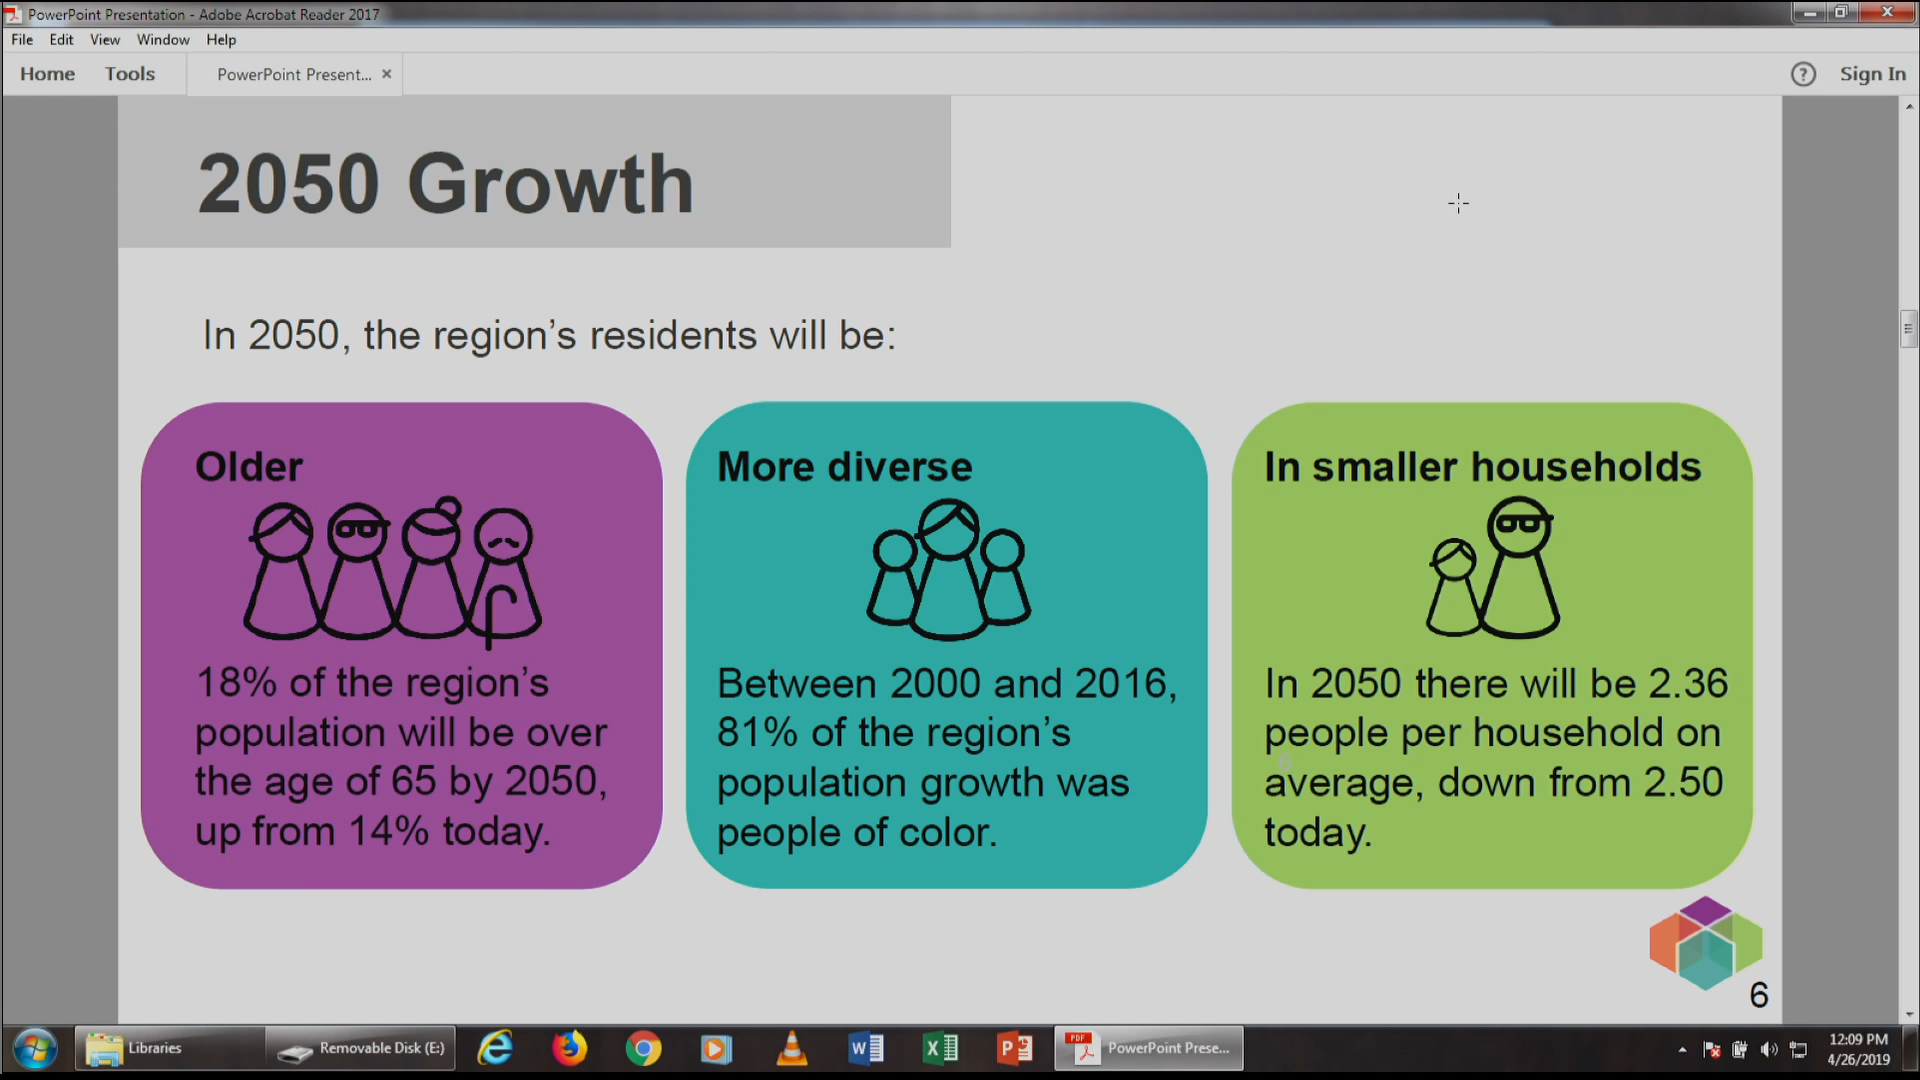 PowerPoint Presentation - Adobe Acrobat Reader 2017
File Edit View Window Help
Home Tools PowerPoint Present... × ? Sign In
2050 Growth
In 2050, the region's residents will be:
Older
18% of the region's
population will be over
the age of 65 by 2050,
up from 14% today.
More diverse
Between 2000 and 2016,
81% of the region's
population growth was
people of color.
In smaller households
In 2050 there will be 2.36
people per household on
average, down from 2.50
today.
6
Libraries
Removable Disk (E:)
PDF
PowerPoint Prese...
12:09 PM
4/26/2019